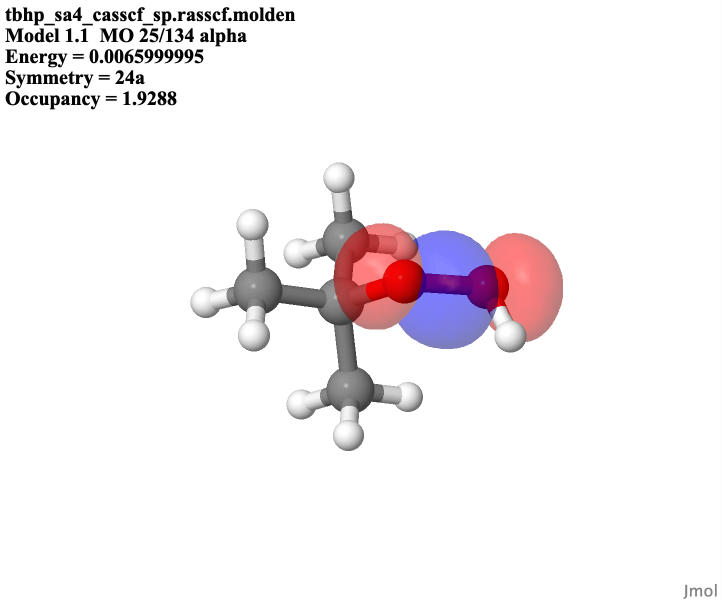 tbhp_sa4_casscf_sp.rasscf.molden
Model 1.1  MO 25/134 alpha
Energy = 0.0065999995
Symmetry = 24a
Occupancy = 1.9288
Jmol